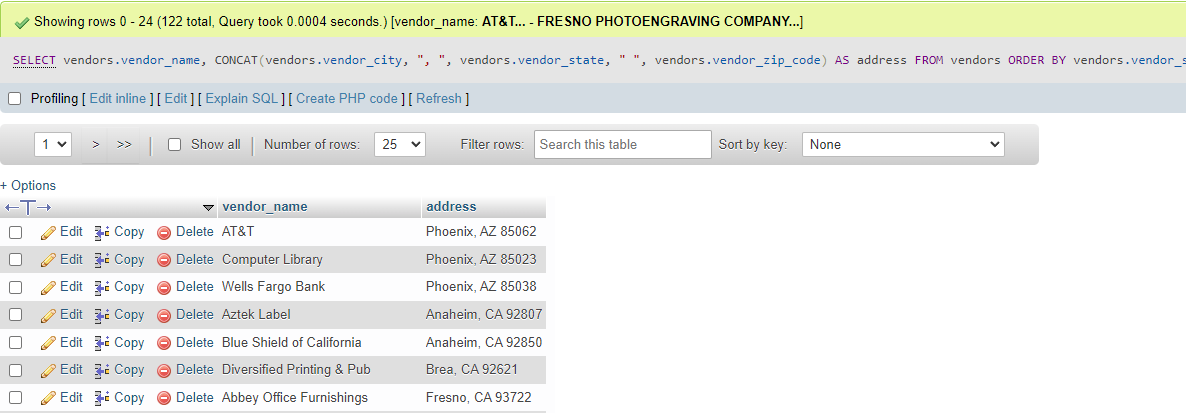 Showing rows 0 - 24 (122 total, Query took 0.0004 seconds.) [vendor_name: AT&T... - FRESNO PHOTOENGRAVING COMPANY...]
SELECT vendors.vendor_name, CONCAT(vendors.vendor_city, ", ", vendors.vendor_state, " ", vendors.vendor_zip_code) AS address FROM vendors ORDER BY vendors.vendor_s
Profiling [ Edit inline ] [ Edit ] [ Explain SQL ] [ Create PHP code ] [ Refresh ]
1 > >> Show all Number of rows: 25 Filter rows: Search this table Sort by key: None
+ Options
vendor_name address
Edit Copy Delete AT&T Phoenix, AZ 85062
Edit Copy Delete Computer Library Phoenix, AZ 85023
Edit Copy Delete Wells Fargo Bank Phoenix, AZ 85038
Edit Copy Delete Aztek Label Anaheim, CA 92807
Edit Copy Delete Blue Shield of California Anaheim, CA 92850
Edit Copy Delete Diversified Printing & Pub Brea, CA 92621
Edit Copy Delete Abbey Office Furnishings Fresno, CA 93722